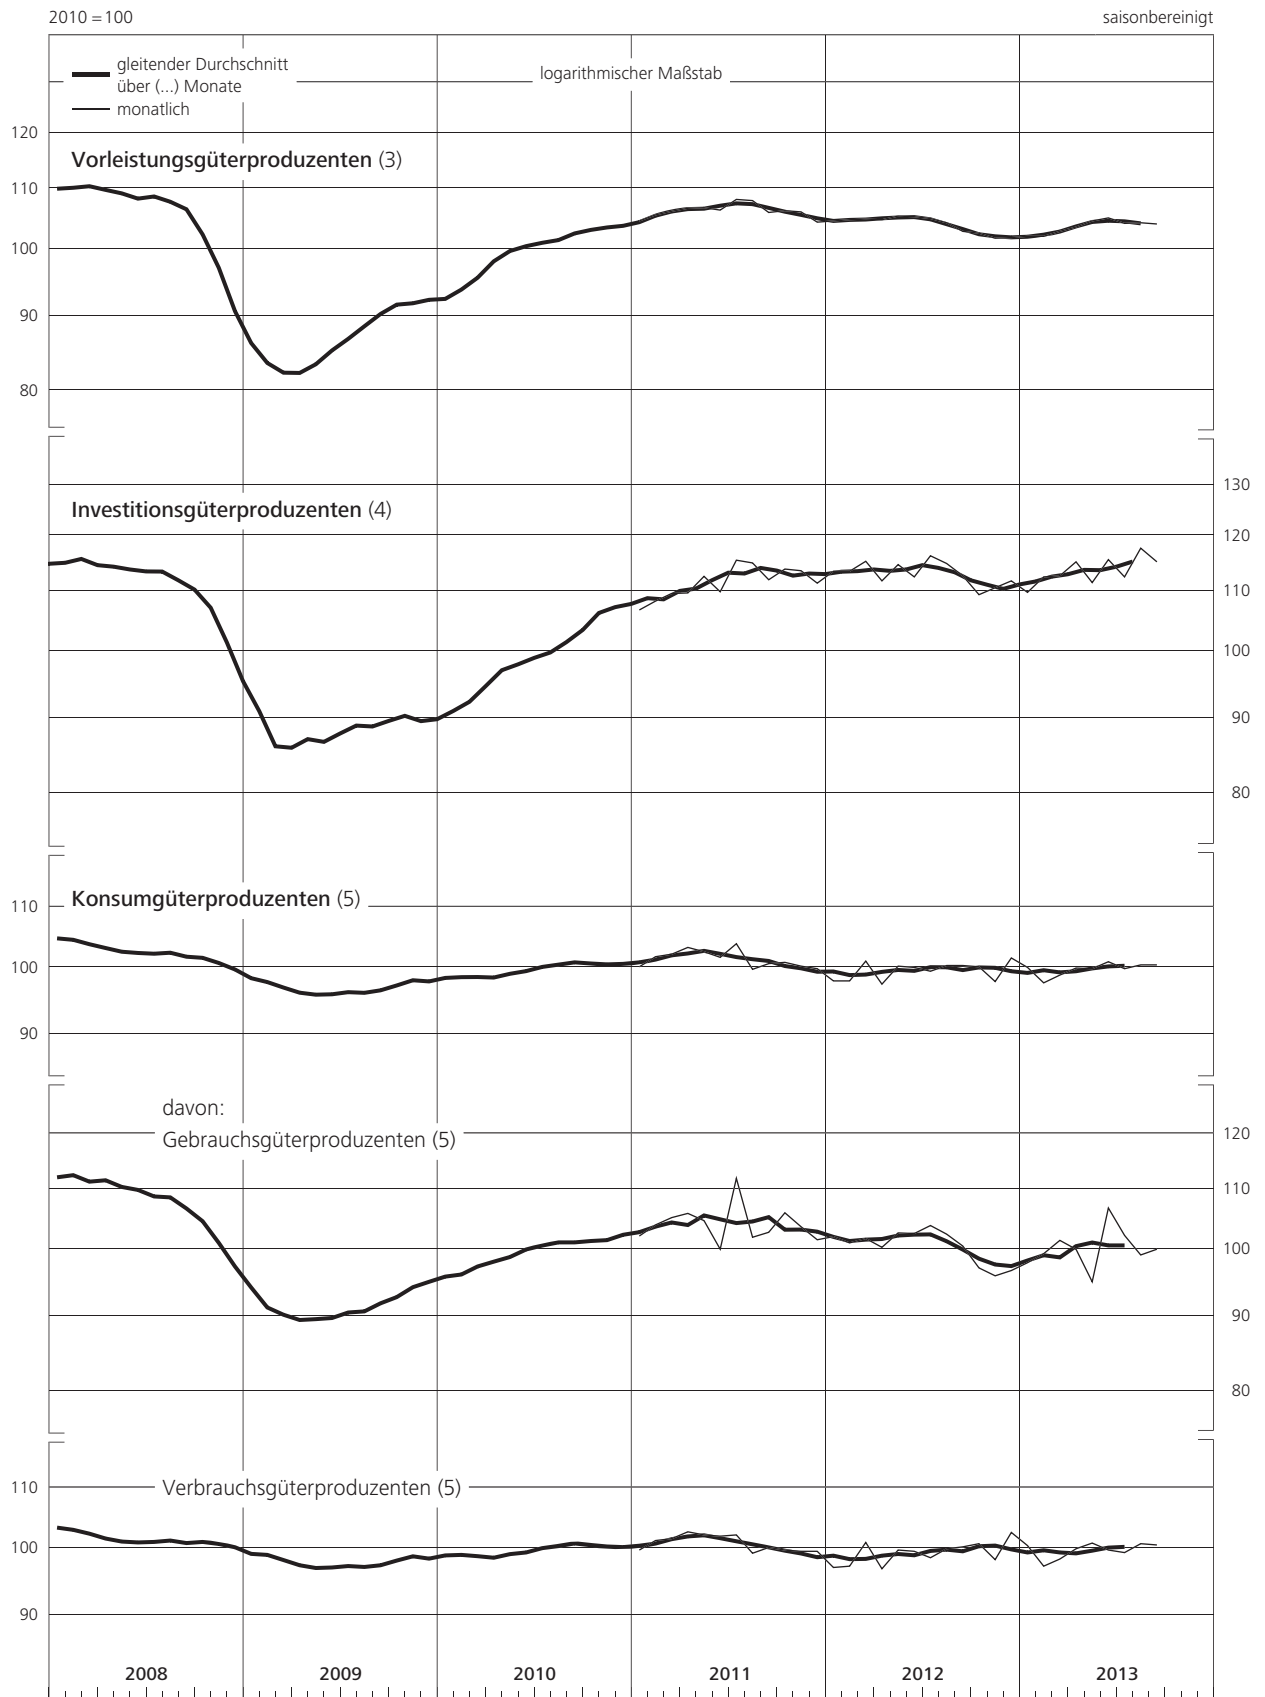 2010 = 100
saisonbereinigt
gleitender Durchschnitt
über (...) Monate
monatlich
logarithmischer Maßstab
120
Vorleistungsgüterproduzenten (3)
110
100
90
80
130
Investitionsgüterproduzenten (4)
120
110
100
90
80
Konsumgüterproduzenten (5)
110
100
90
davon:
Gebrauchsgüterproduzenten (5)
120
110
100
90
80
Verbrauchsgüterproduzenten (5)
110
100
90
2008 2009 2010 2011 2012 2013